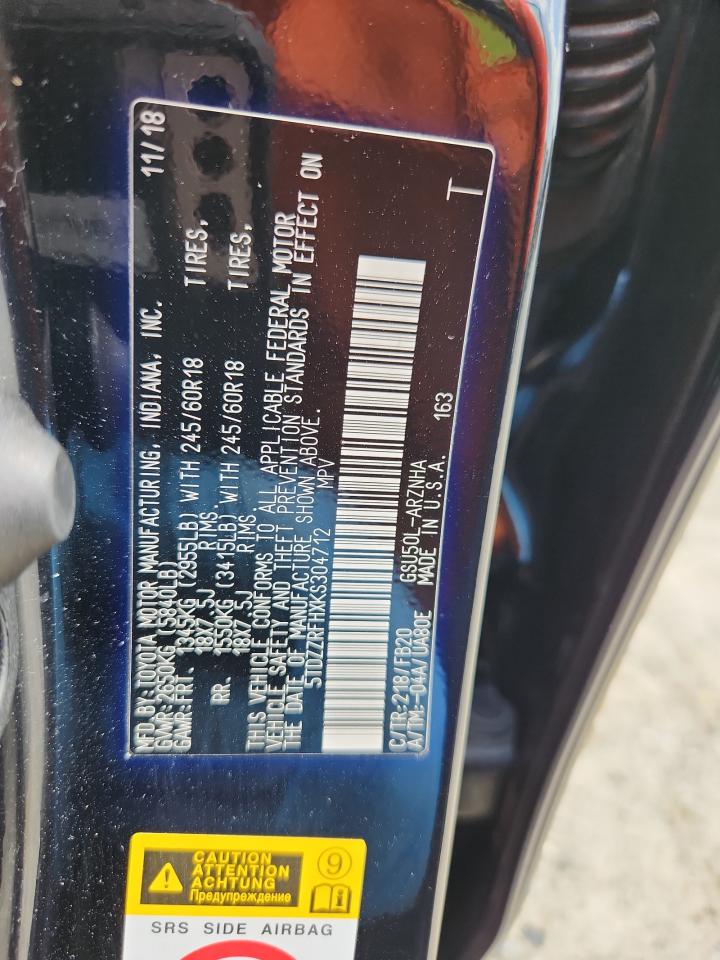 MFD.BY:TOYOTA MOTOR MANUFACTURING, INDIANA, INC. 11/18
GVWR:2650KG (5840LB)
GAWR:FRT. 1345KG (2955LB) WITH 245/60R18 TIRES,
18X7.5J RIMS.
RR. 1550KG (3415LB) WITH 245/60R18 TIRES,
18X7.5J RIMS.
THIS VEHICLE CONFORMS TO ALL APPLICABLE FEDERAL MOTOR
VEHICLE SAFETY AND THEFT PREVENTION STANDARDS IN EFFECT ON
THE DATE OF MANUFACTURE SHOWN ABOVE.
5TDZZRFHXKS304712 MPV
C/TR:218/FB20 GSU50L-ARZNHA
A/TM:-04A/UA80E MADE IN U.S.A. 163
T
CAUTION
ATTENTION
ACHTUNG
Предупреждение
9
i
SRS SIDE AIRBAG